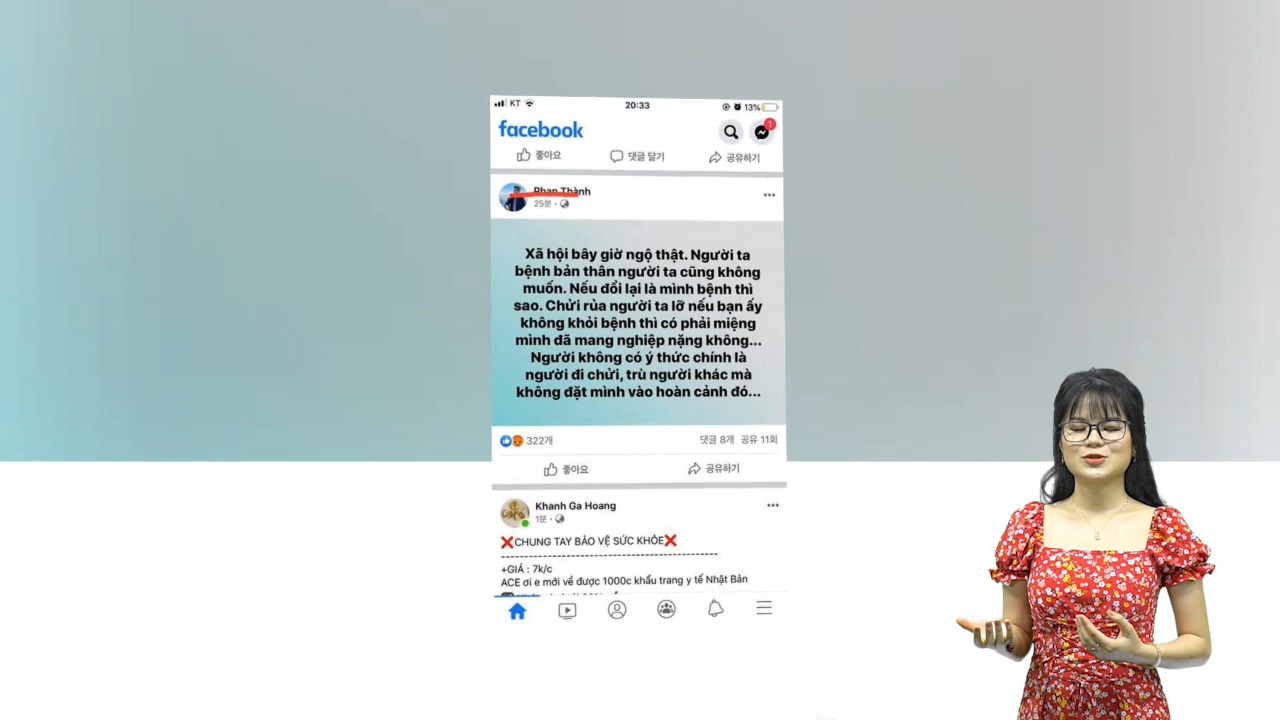 KT 20:33 13%
facebook
1
좋아요 댓글 달기 공유하기
Phan Thành
25분
Xã hội bây giờ ngộ thật. Người ta
bệnh bản thân người ta cũng không
muốn. Nếu đổi lại là mình bệnh thì
sao. Chửi rủa người ta lỡ nếu bạn ấy
không khỏi bệnh thì có phải miệng
mình đã mang nghiệp nặng không...
Người không có ý thức chính là
người đi chửi, trù người khác mà
không đặt mình vào hoàn cảnh đó...
322개 댓글 8개 공유 11회
좋아요 공유하기
Khanh Ga Hoang
1분
❌CHUNG TAY BẢO VỆ SỨC KHỎE❌
--------------------------------------------
+GIÁ : 7k/c
ACE ơi e mới về được 1000c khẩu trang y tế Nhật Bản